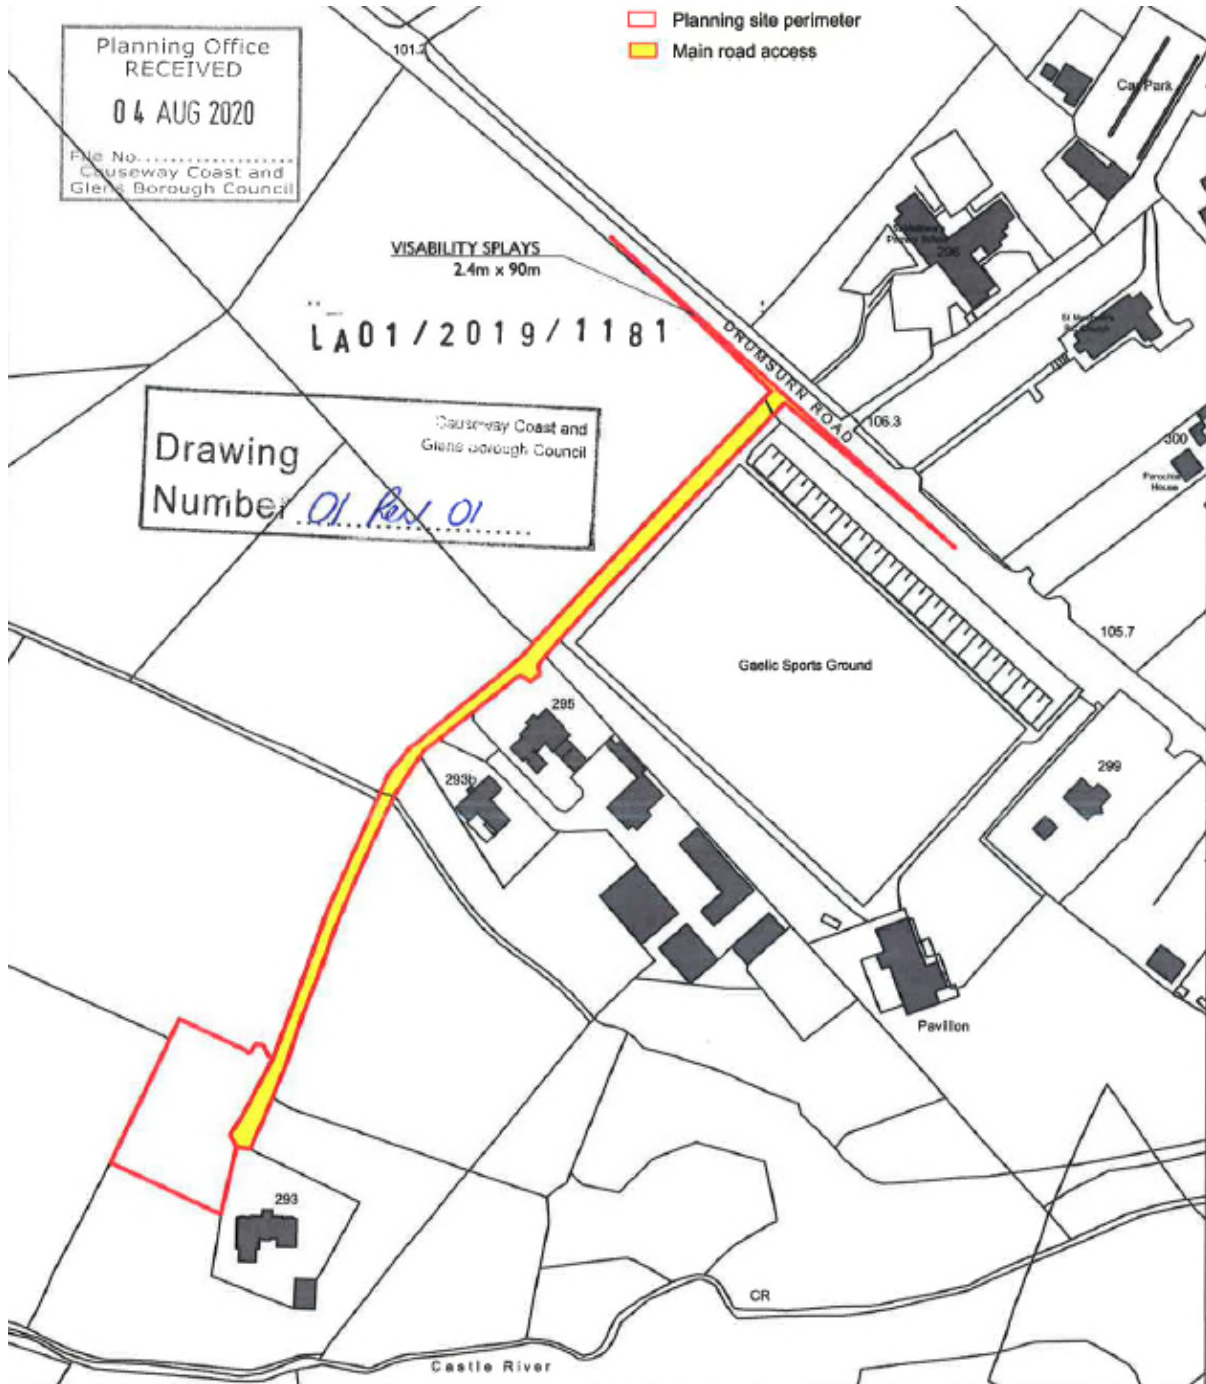 Planning site perimeter
Main road access
Planning Office
RECEIVED
04 AUG 2020
File No
Causeway Coast and
Glens Borough Council
101.2
Car Park
VISABILITY SPLAYS
2.4m x 90m
LA01/2019/1181
296
DRUMSURN ROAD
106.3
300
Parochial
House
Drawing
Number 01 Rev 01
Causeway Coast and
Glens Borough Council
105.7
Gaelic Sports Ground
295
293b
299
Pavilion
293
CR
Castle River